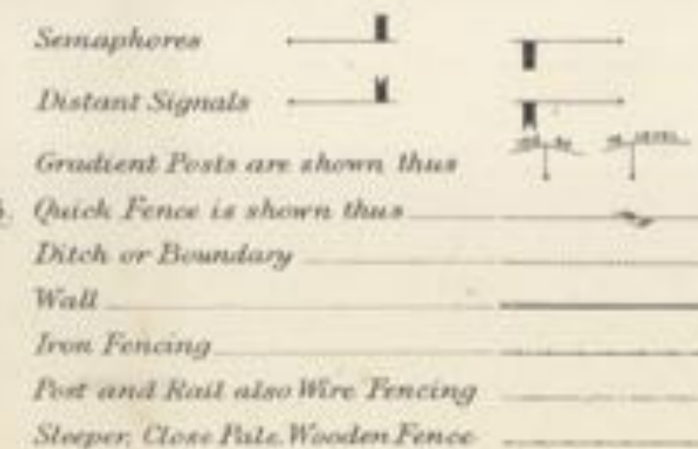 Semaphores
Distant Signals
Gradient Posts are shown thus
Quick Fence is shown thus
Ditch or Boundary
Wall
Iron Fencing
Post and Rail also Wire Fencing
Sleeper, Close Pale, Wooden Fence